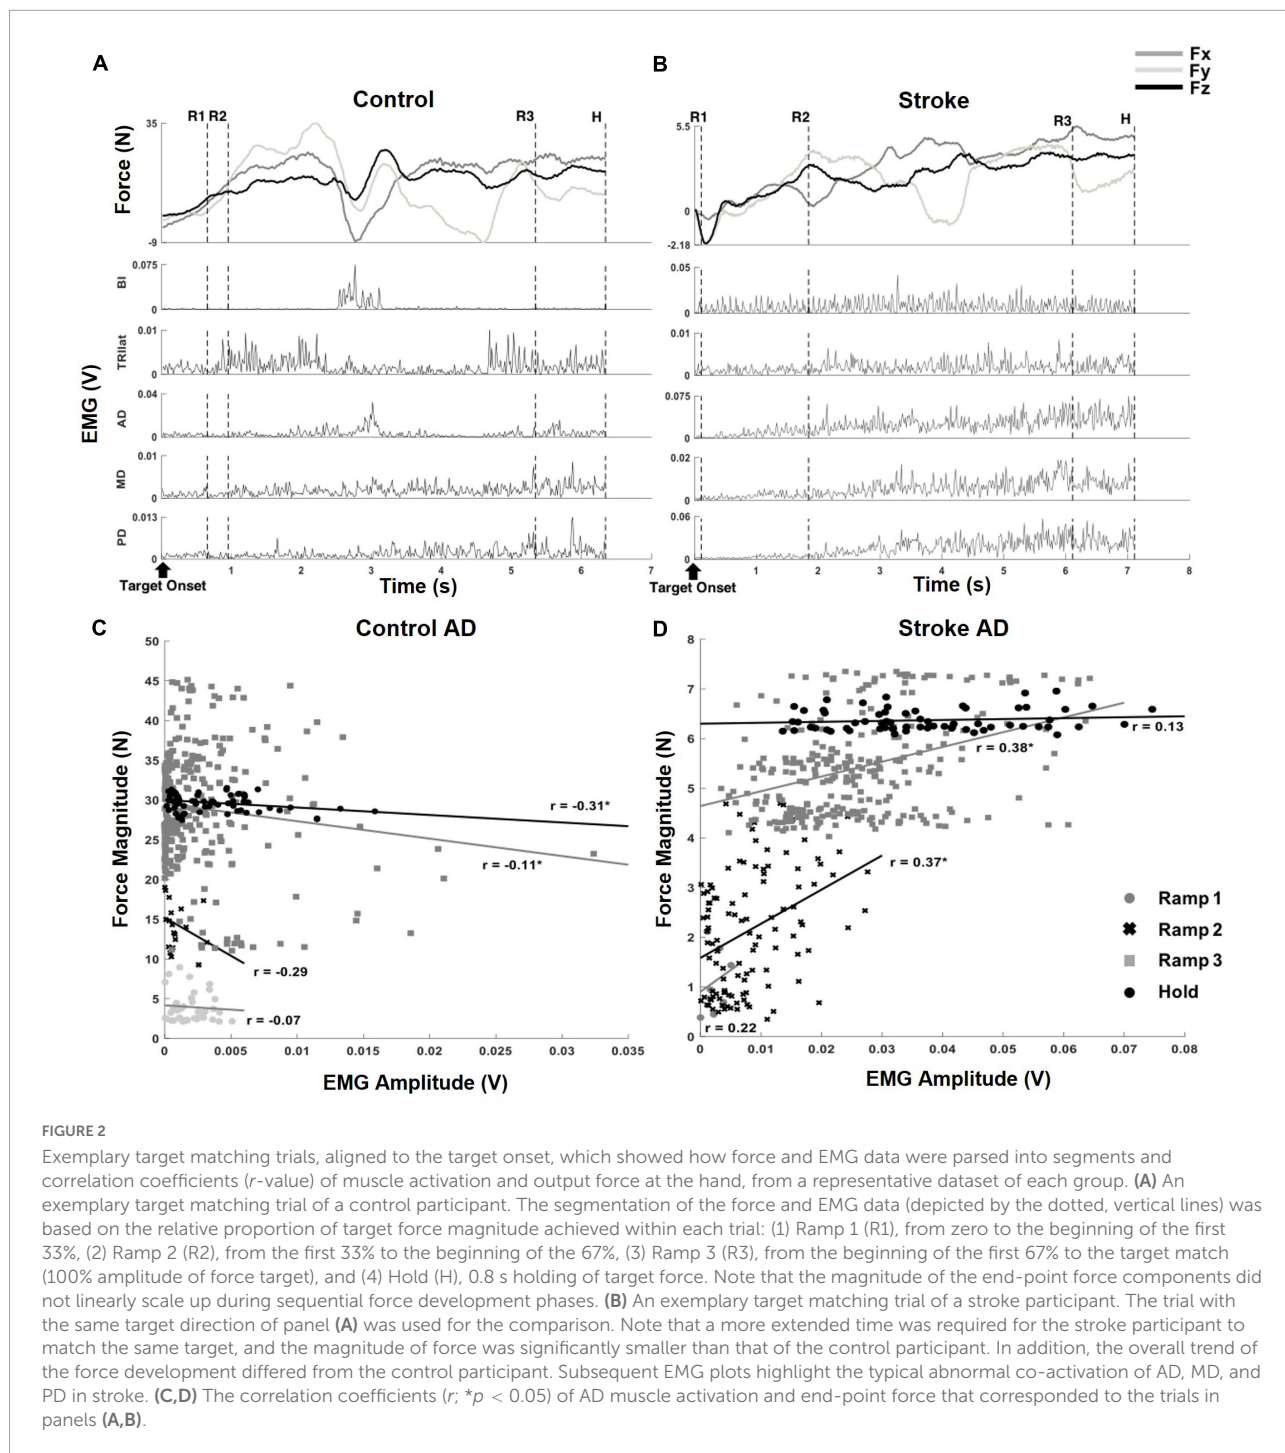 A
Control
B
Stroke
Fx
Fy
Fz
R1
R2
R3
H
R1
R2
R3
H
Force (N)
35
-9
5.5
0
-2.18
EMG (V)
BI
0.075
0
0.05
0
TRIlat
0.01
0
0.01
0
AD
0.04
0
0.075
0
MD
0.01
0
0.02
0
PD
0.013
0
0.06
0
1
2
3
4
5
6
7
Target Onset
Time (s)
1
2
3
4
5
6
7
8
Target Onset
Time (s)
C
Control AD
Force Magnitude (N)
50
45
40
35
30
25
20
15
10
5
0
r = -0.31*
r = -0.11*
r = -0.29
r = -0.07
0
0.005
0.01
0.015
0.02
0.025
0.03
0.035
EMG Amplitude (V)
D
Stroke AD
Force Magnitude (N)
8
7
6
5
4
3
2
1
0
r = 0.13
r = 0.38*
r = 0.37*
r = 0.22
Ramp 1
Ramp 2
Ramp 3
Hold
0
0.01
0.02
0.03
0.04
0.05
0.06
0.07
0.08
EMG Amplitude (V)
FIGURE 2
Exemplary target matching trials, aligned to the target onset, which showed how force and EMG data were parsed into segments and
correlation coefficients (r-value) of muscle activation and output force at the hand, from a representative dataset of each group. (A) An
exemplary target matching trial of a control participant. The segmentation of the force and EMG data (depicted by the dotted, vertical lines) was
based on the relative proportion of target force magnitude achieved within each trial: (1) Ramp 1 (R1), from zero to the beginning of the first
33%, (2) Ramp 2 (R2), from the first 33% to the beginning of the 67%, (3) Ramp 3 (R3), from the beginning of the first 67% to the target match
(100% amplitude of force target), and (4) Hold (H), 0.8 s holding of target force. Note that the magnitude of the end-point force components did
not linearly scale up during sequential force development phases. (B) An exemplary target matching trial of a stroke participant. The trial with
the same target direction of panel (A) was used for the comparison. Note that a more extended time was required for the stroke participant to
match the same target, and the magnitude of force was significantly smaller than that of the control participant. In addition, the overall trend of
the force development differed from the control participant. Subsequent EMG plots highlight the typical abnormal co-activation of AD, MD, and
PD in stroke. (C,D) The correlation coefficients (r; *p < 0.05) of AD muscle activation and end-point force that corresponded to the trials in
panels (A,B).